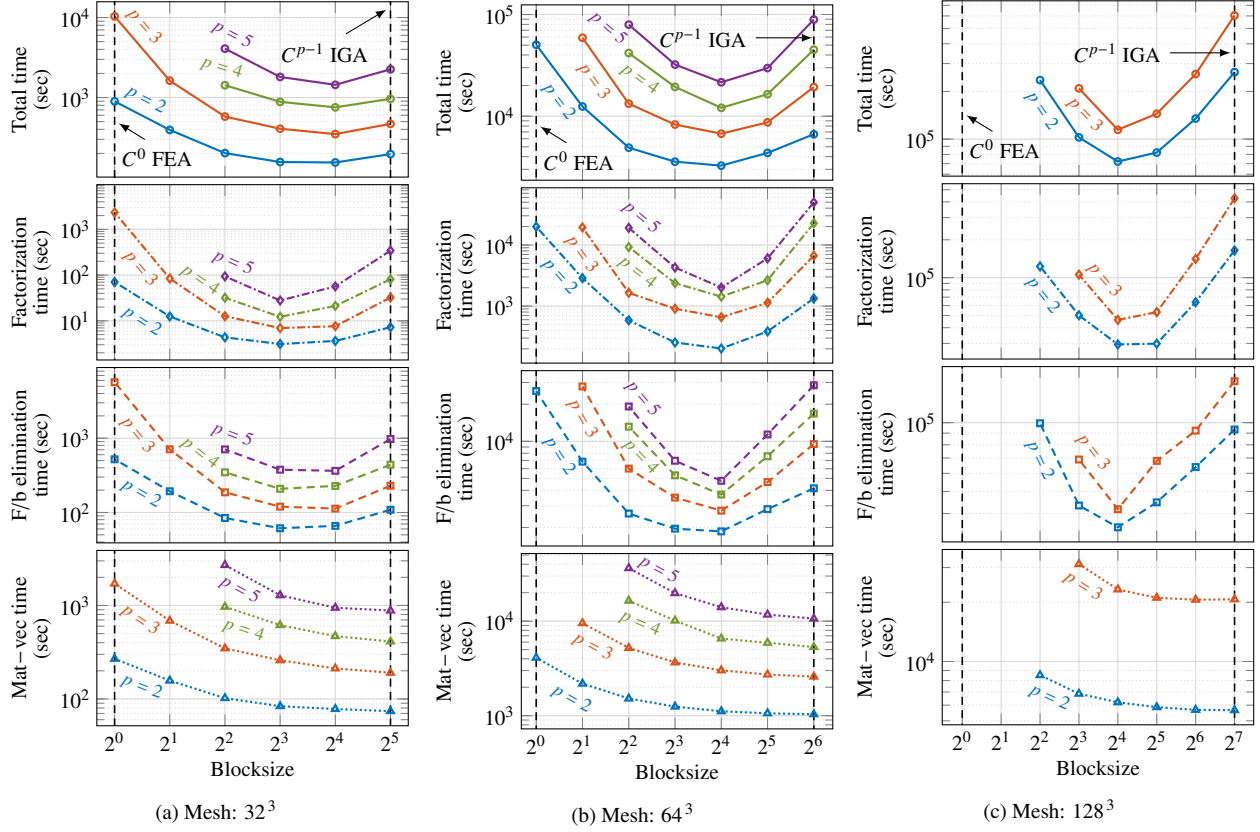 Total time
(sec)
10^4
10^3
p = 3
p = 2
p = 5
p = 4
C^{p−1} IGA
C^0 FEA
Factorization
time (sec)
10^3
10^2
10^1
p = 3
p = 2
p = 5
p = 4
F/b elimination
time (sec)
10^3
10^2
p = 3
p = 2
p = 5
p = 4
Mat−vec time
(sec)
10^3
10^2
p = 5
p = 4
p = 3
p = 2
2^0 2^1 2^2 2^3 2^4 2^5
Blocksize
(a) Mesh: 32^3
Total time
(sec)
10^5
10^4
p = 2
p = 3
p = 4
p = 5
C^{p−1} IGA
C^0 FEA
Factorization
time (sec)
10^4
10^3
p = 2
p = 3
p = 4
p = 5
F/b elimination
time (sec)
10^4
p = 2
p = 3
p = 4
p = 5
Mat−vec time
(sec)
10^4
10^3
p = 5
p = 4
p = 3
p = 2
2^0 2^1 2^2 2^3 2^4 2^5 2^6
Blocksize
(b) Mesh: 64^3
Total time
(sec)
10^5
p = 2
p = 3
C^{p−1} IGA
C^0 FEA
Factorization
time (sec)
10^5
p = 2
p = 3
F/b elimination
time (sec)
10^5
p = 2
p = 3
Mat−vec time
(sec)
10^4
p = 3
p = 2
2^0 2^1 2^2 2^3 2^4 2^5 2^6 2^7
Blocksize
(c) Mesh: 128^3